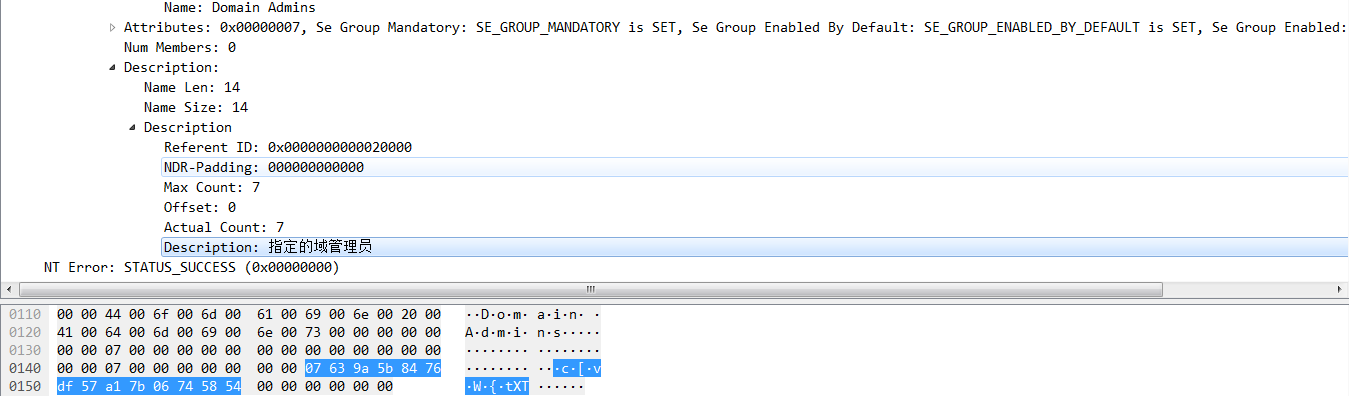 Name: Domain Admins
Attributes: 0x00000007, Se Group Mandatory: SE_GROUP_MANDATORY is SET, Se Group Enabled By Default: SE_GROUP_ENABLED_BY_DEFAULT is SET, Se Group Enabled:
Num Members: 0
Description:
Name Len: 14
Name Size: 14
Description
Referent ID: 0x0000000000020000
NDR-Padding: 000000000000
Max Count: 7
Offset: 0
Actual Count: 7
Description: 指定的域管理员
NT Error: STATUS_SUCCESS (0x00000000)
0110 00 00 44 00 6f 00 6d 00 61 00 69 00 6e 00 20 00 ··D·o·m· a·i·n· ·
0120 41 00 64 00 6d 00 69 00 6e 00 73 00 00 00 00 00 A·d·m·i· n·s·····
0130 00 00 07 00 00 00 00 00 00 00 00 00 00 00 00 00 ········ ········
0140 00 00 07 00 00 00 00 00 00 00 07 63 9a 5b 84 76 ········ ···c·[·v
0150 df 57 a1 7b 06 74 58 54 00 00 00 00 00 00 ·W·{·tXT ······